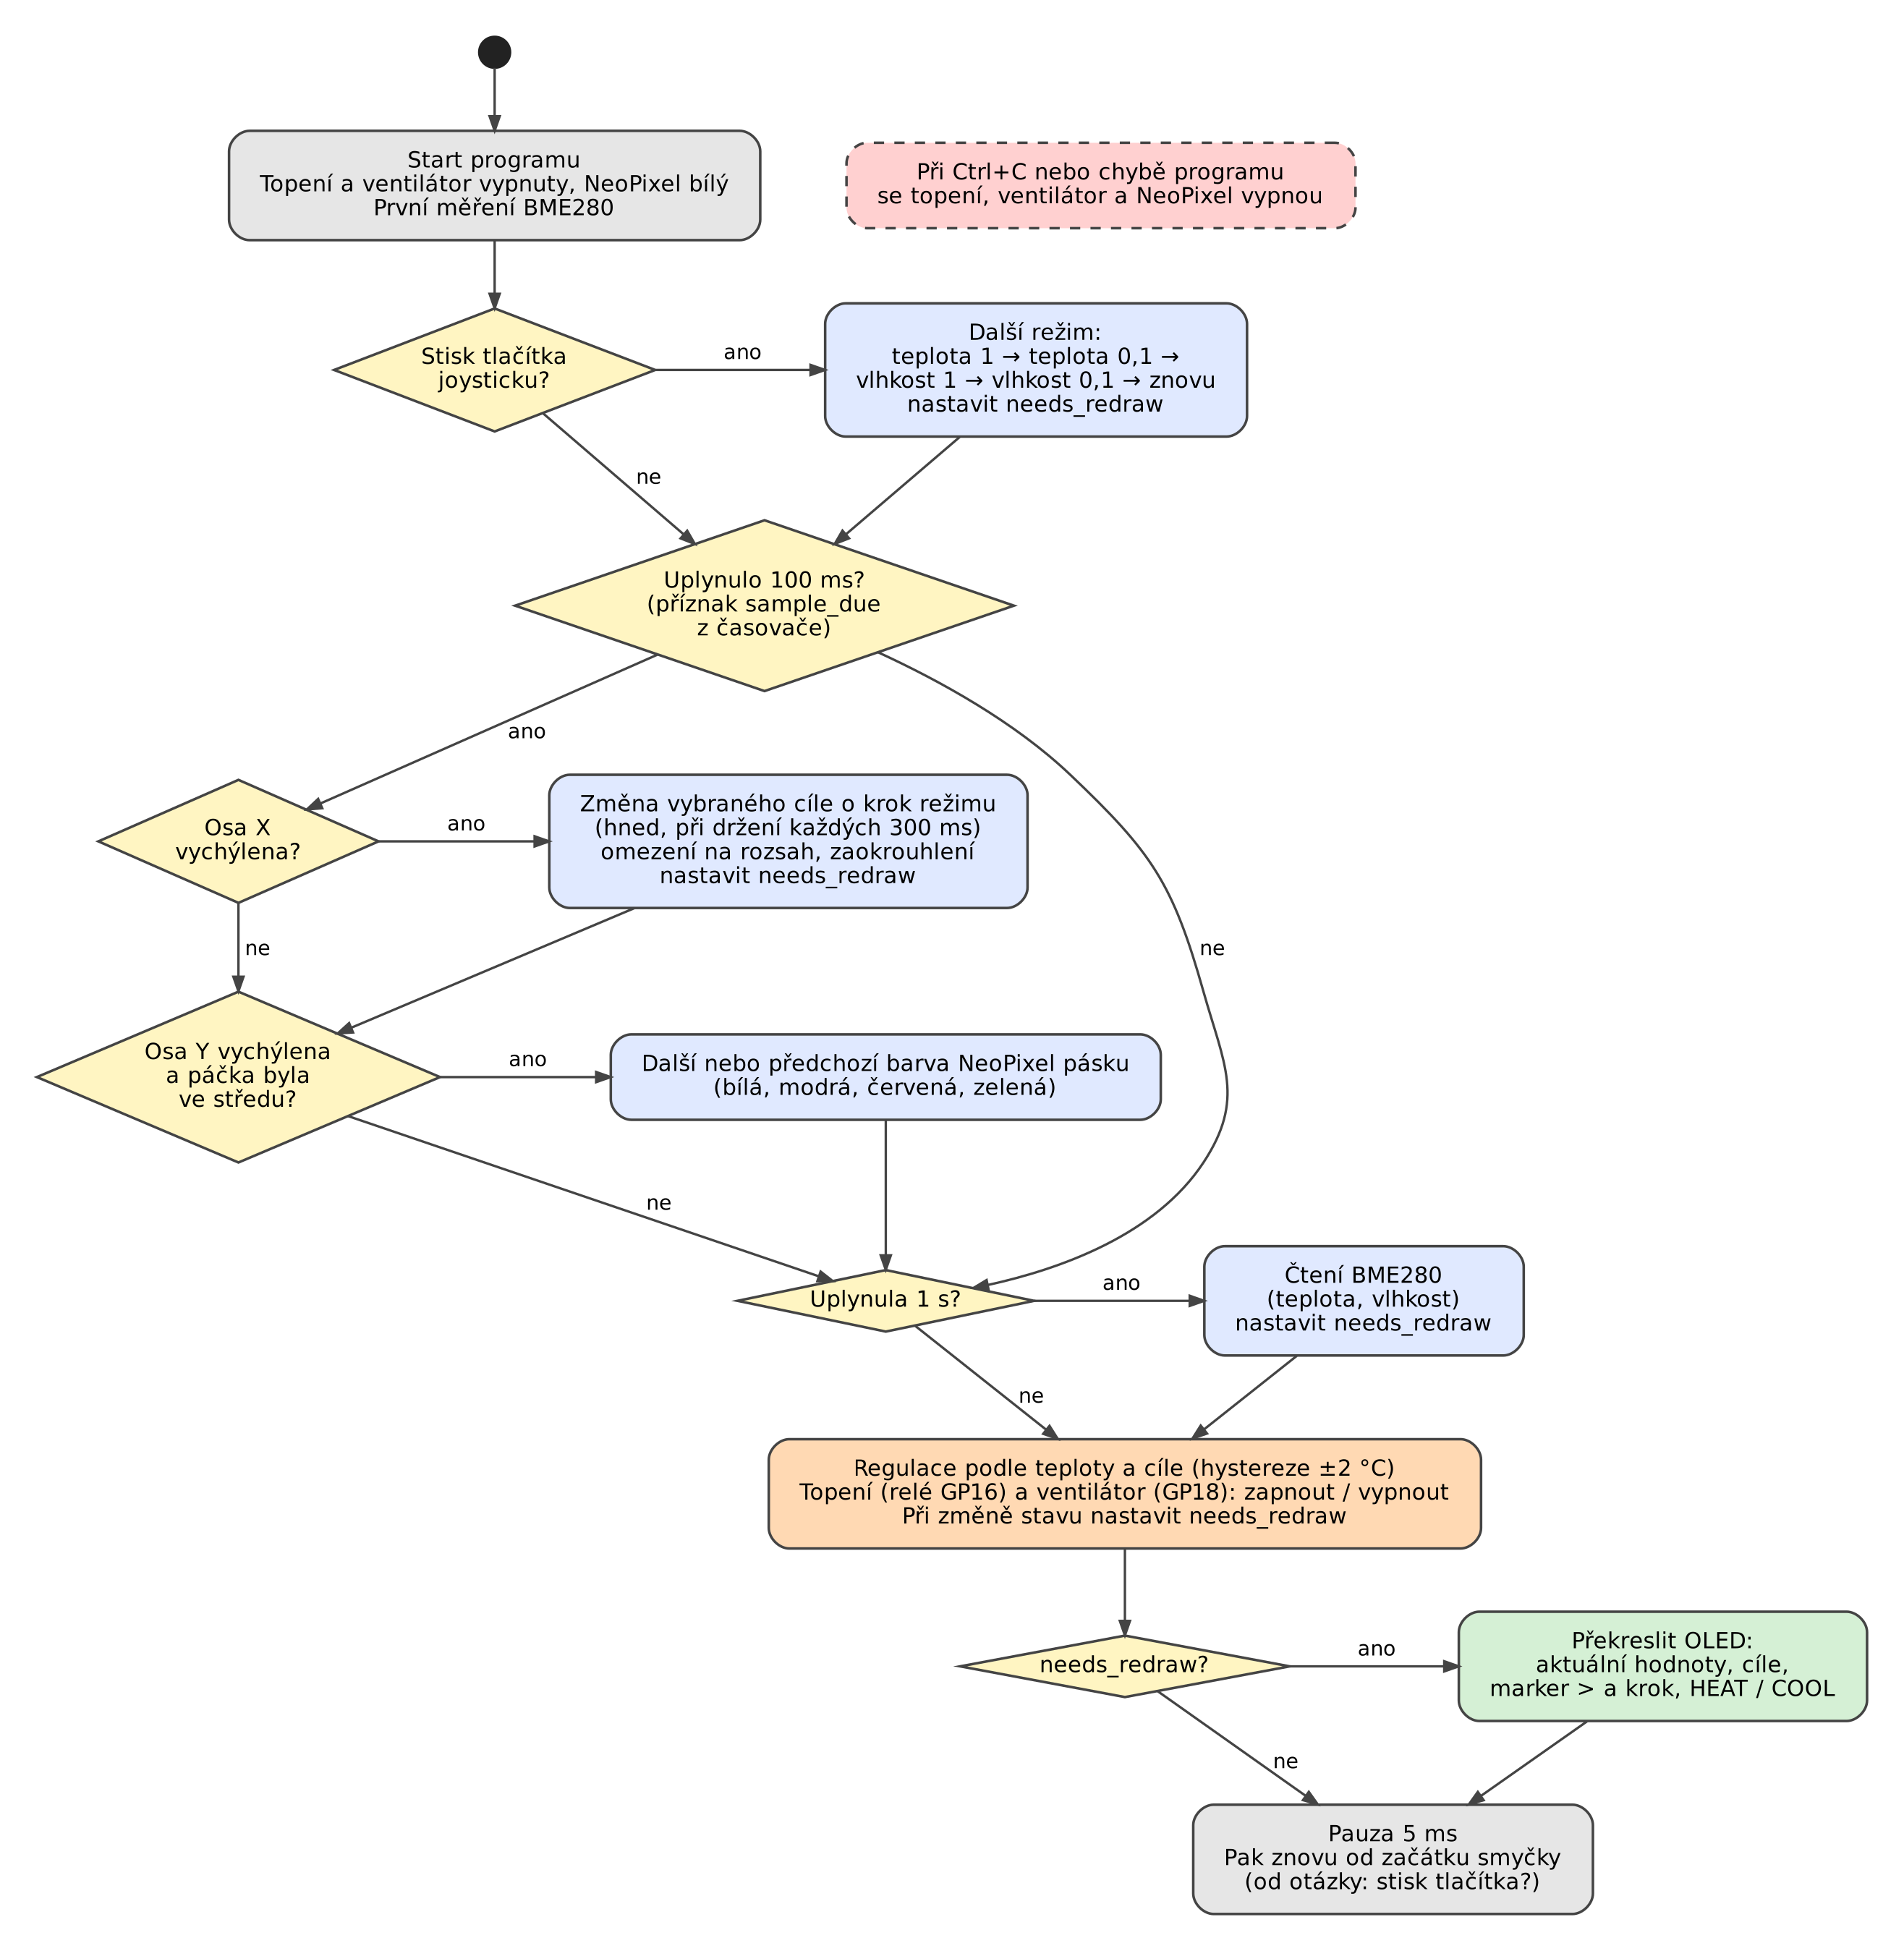 Start programu
Topení a ventilátor vypnuty, NeoPixel bílý
První měření BME280
Při Ctrl+C nebo chybě programu
se topení, ventilátor a NeoPixel vypnou
Stisk tlačítka
joysticku?
ano
Další režim:
teplota 1 → teplota 0,1 →
vlhkost 1 → vlhkost 0,1 → znovu
nastavit needs_redraw
ne
Uplynulo 100 ms?
(příznak sample_due
z časovače)
ano
Osa X
vychýlena?
ano
Změna vybraného cíle o krok režimu
(hned, při držení každých 300 ms)
omezení na rozsah, zaokrouhlení
nastavit needs_redraw
ne
ne
Osa Y vychýlena
a páčka byla
ve středu?
ano
Další nebo předchozí barva NeoPixel pásku
(bílá, modrá, červená, zelená)
ne
Uplynula 1 s?
ano
Čtení BME280
(teplota, vlhkost)
nastavit needs_redraw
ne
Regulace podle teploty a cíle (hystereze ±2 °C)
Topení (relé GP16) a ventilátor (GP18): zapnout / vypnout
Při změně stavu nastavit needs_redraw
needs_redraw?
ano
Překreslit OLED:
aktuální hodnoty, cíle,
marker > a krok, HEAT / COOL
ne
Pauza 5 ms
Pak znovu od začátku smyčky
(od otázky: stisk tlačítka?)